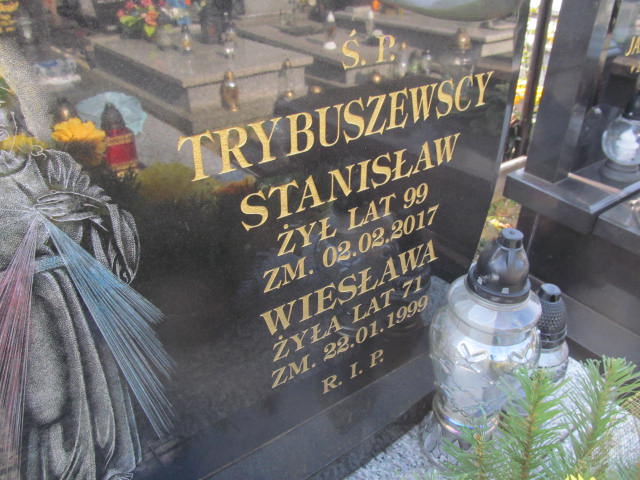 Ś. P.
TRYBUSZEWSCY
STANISŁAW
ŻYŁ LAT 99
ZM. 02.02.2017
WIESŁAWA
ŻYŁA LAT 71
ZM. 22.01.1999
R. I. P.